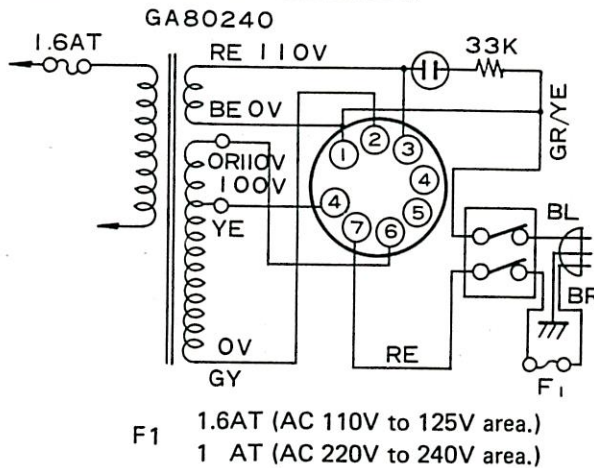 GA80240
1.6AT
RE 110V
33K
BE 0V
GR/YE
1
2
3
4
5
6
7
4
OR110V
100V
YE
BL
BR
0V
GY
RE
F1
F1
1.6AT (AC 110V to 125V area.)
1 AT (AC 220V to 240V area.)